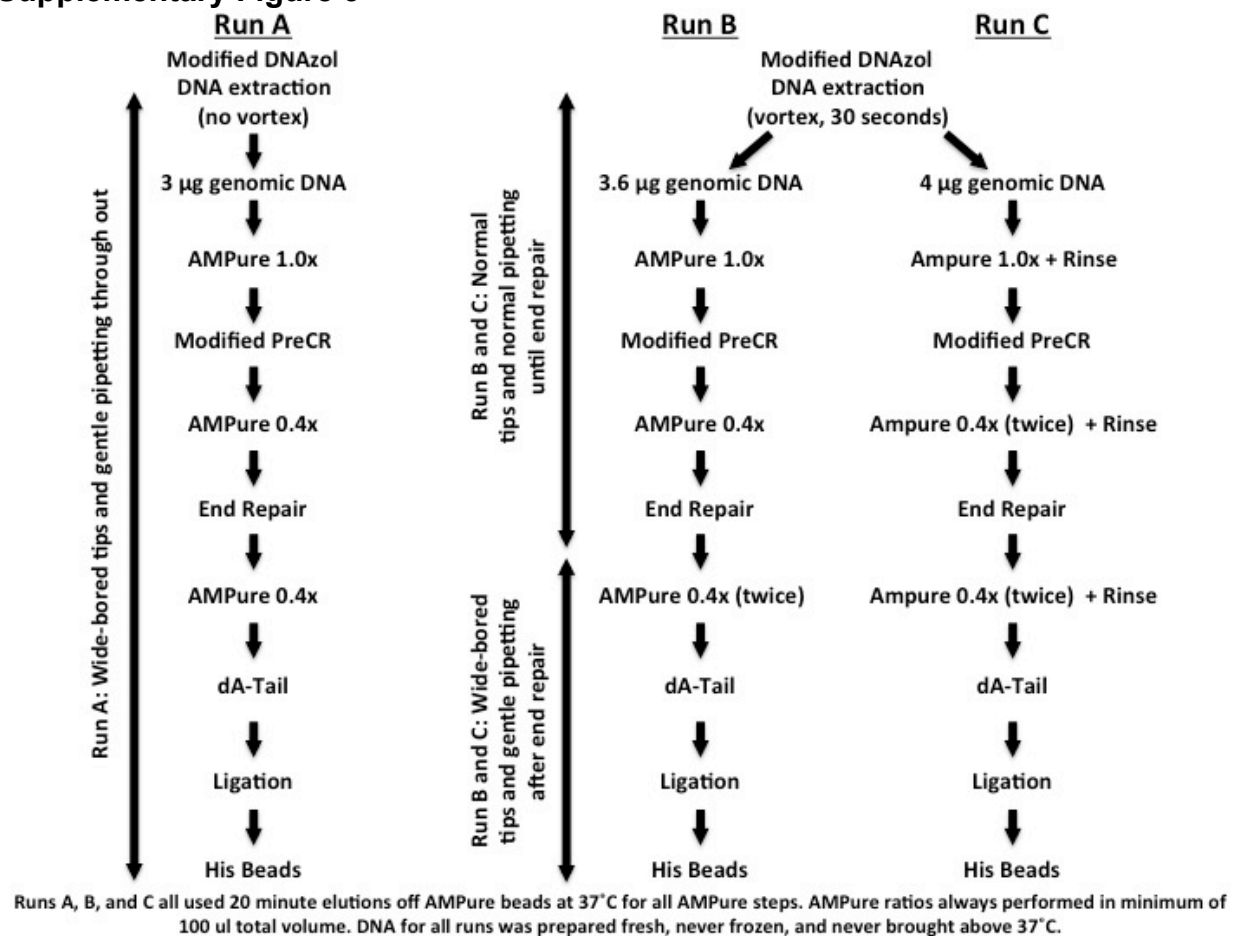 Run A
Modified DNAzol
DNA extraction
(no vortex)
3 µg genomic DNA
AMPure 1.0x
Modified PreCR
AMPure 0.4x
End Repair
AMPure 0.4x
dA-Tail
Ligation
His Beads
Run A: Wide-bored tips and gentle pipetting through out
Run B
Run C
Modified DNAzol
DNA extraction
(vortex, 30 seconds)
3.6 µg genomic DNA
AMPure 1.0x
Modified PreCR
AMPure 0.4x
End Repair
AMPure 0.4x (twice)
dA-Tail
Ligation
His Beads
4 µg genomic DNA
Ampure 1.0x + Rinse
Modified PreCR
Ampure 0.4x (twice) + Rinse
End Repair
Ampure 0.4x (twice) + Rinse
dA-Tail
Ligation
His Beads
Run B and C: Normal
tips and normal pipetting
until end repair
Run B and C: Wide-bored
tips and gentle pipetting
after end repair
Runs A, B, and C all used 20 minute elutions off AMPure beads at 37˚C for all AMPure steps. AMPure ratios always performed in minimum of
100 ul total volume. DNA for all runs was prepared fresh, never frozen, and never brought above 37˚C.